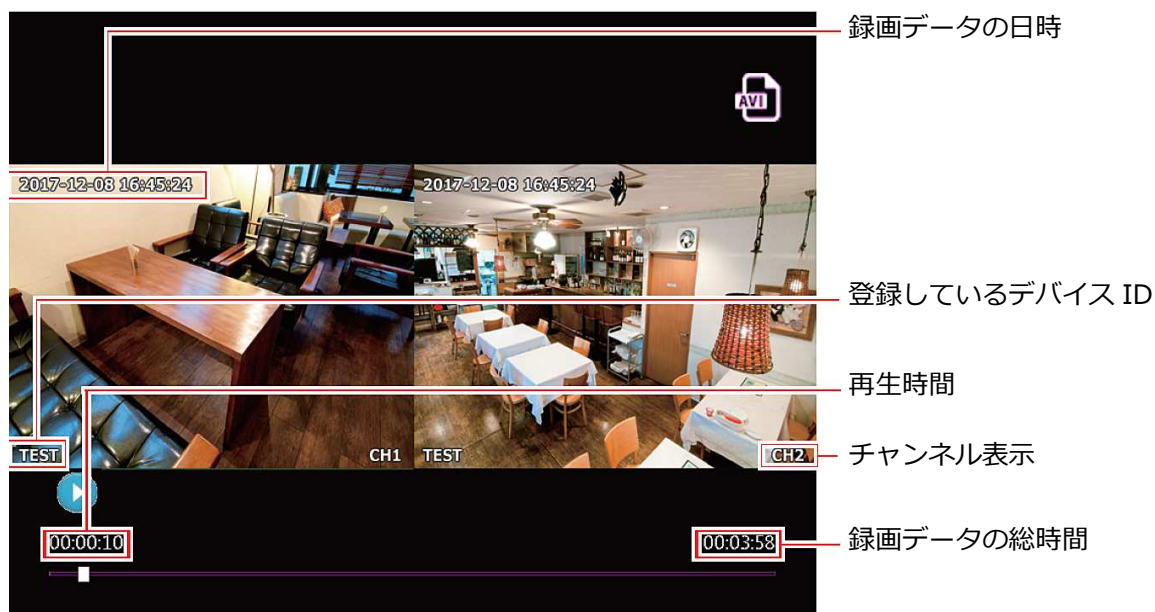 録画データの日時
AVI
2017-12-08 16:45:24
2017-12-08 16:45:24
登録しているデバイス ID
再生時間
TEST
CH1
TEST
CH2
チャンネル表示
00:00:10
00:03:58
録画データの総時間